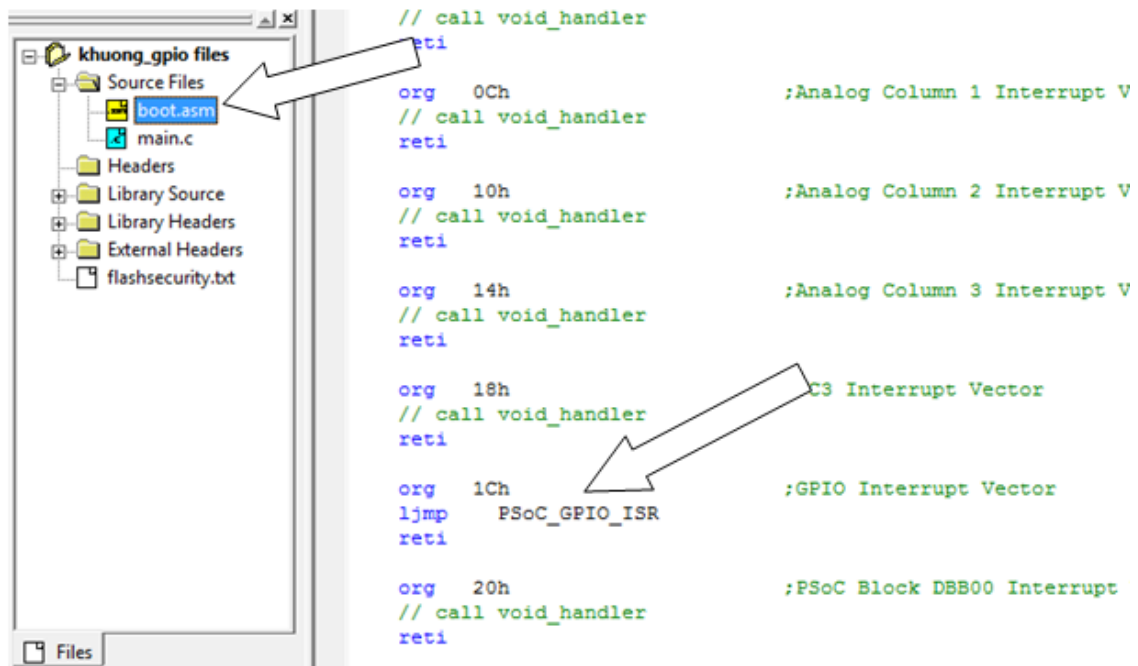 khuong_gpio files
Source Files
boot.asm
main.c
Headers
Library Source
Library Headers
External Headers
flashsecurity.txt
Files
// call void_handler
reti
org 0Ch ;Analog Column 1 Interrupt V
// call void_handler
reti
org 10h ;Analog Column 2 Interrupt V
// call void_handler
reti
org 14h ;Analog Column 3 Interrupt V
// call void_handler
reti
org 18h C3 Interrupt Vector
// call void_handler
reti
org 1Ch ;GPIO Interrupt Vector
ljmp PSoC_GPIO_ISR
reti
org 20h ;PSoC Block DBB00 Interrupt
// call void_handler
reti